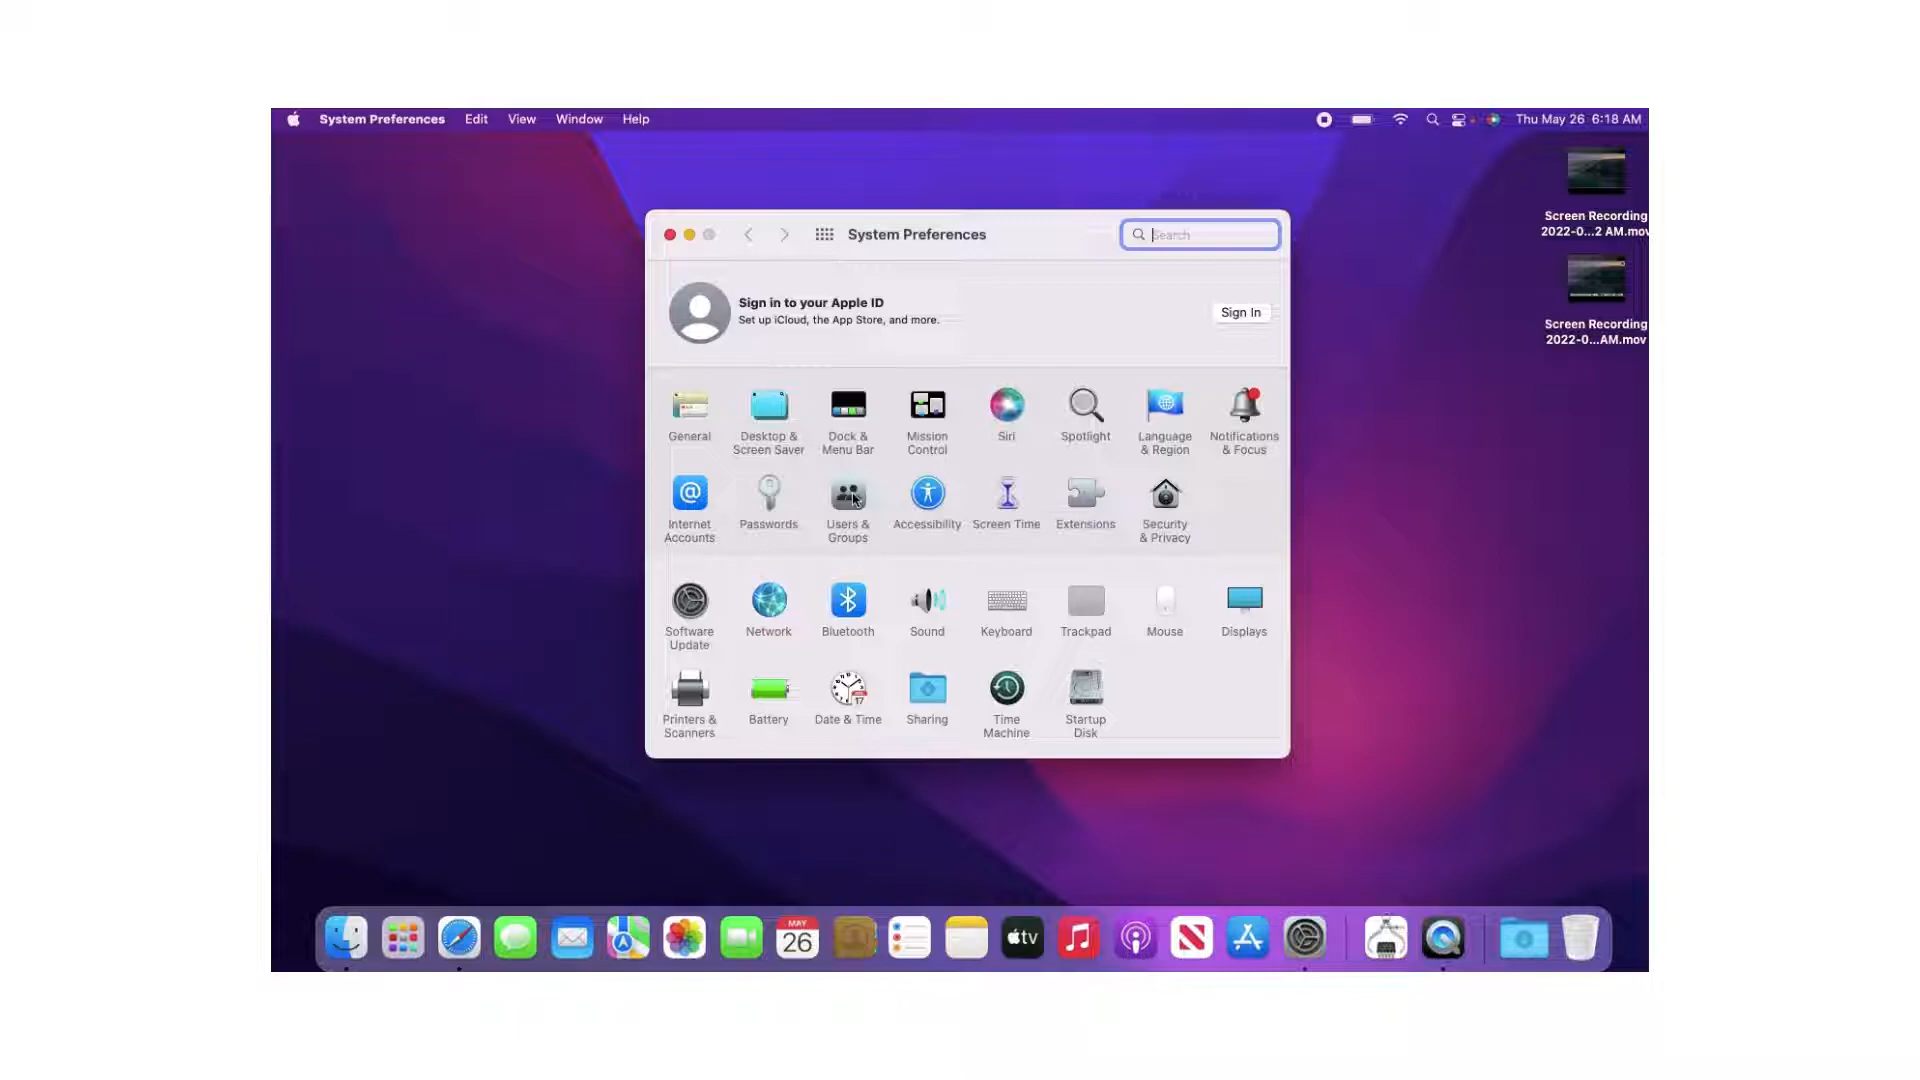 System Preferences Edit View Window Help Thu May 26 6:18 AM
Screen Recording
2022-0...2 AM.mov
Screen Recording
2022-0...AM.mov
System Preferences
Search
Sign in to your Apple ID
Set up iCloud, the App Store, and more.
Sign In
General
Desktop &
Screen Saver
Dock &
Menu Bar
Mission
Control
Siri
Spotlight
Language
& Region
Notifications
& Focus
Internet
Accounts
Passwords
Users &
Groups
Accessibility
Screen Time
Extensions
Security
& Privacy
Software
Update
Network
Bluetooth
Sound
Keyboard
Trackpad
Mouse
Displays
Printers &
Scanners
Battery
17
Date & Time
Sharing
Time
Machine
Startup
Disk
MAY
26
tv